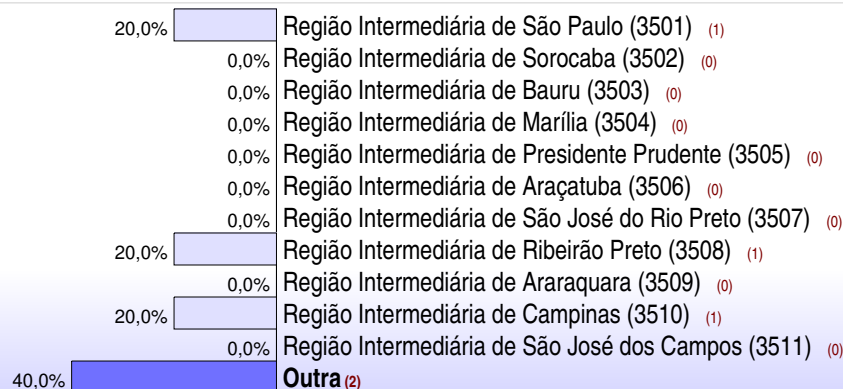 20,0% Região Intermediária de São Paulo (3501) (1)
0,0% Região Intermediária de Sorocaba (3502) (0)
0,0% Região Intermediária de Bauru (3503) (0)
0,0% Região Intermediária de Marília (3504) (0)
0,0% Região Intermediária de Presidente Prudente (3505) (0)
0,0% Região Intermediária de Araçatuba (3506) (0)
0,0% Região Intermediária de São José do Rio Preto (3507) (0)
20,0% Região Intermediária de Ribeirão Preto (3508) (1)
0,0% Região Intermediária de Araraquara (3509) (0)
20,0% Região Intermediária de Campinas (3510) (1)
0,0% Região Intermediária de São José dos Campos (3511) (0)
40,0% Outra (2)